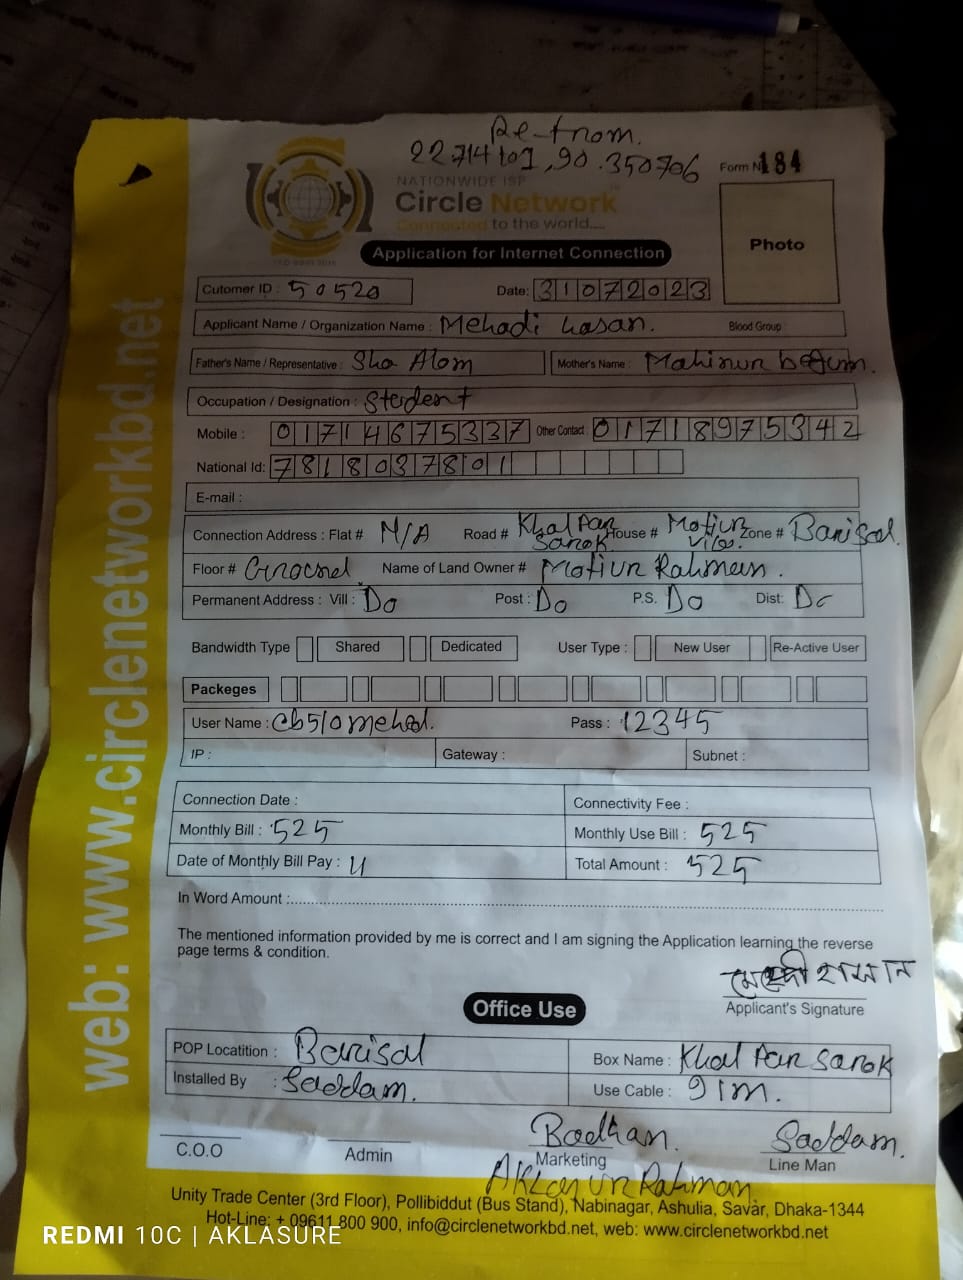 Re-from.
22.714101,90.350706
Form No 184
NATIONWIDE ISP
Circle Network
Connected to the world....
Application for Internet Connection
Photo
Cutomer ID : 50520
Date: 31072023
Applicant Name / Organization Name : Mehadi hasan.
Blood Group
Father's Name / Representative : Sha Alom
Mother's Name : Mahinur begum.
Occupation / Designation : Student
Mobile : 01714675337
Other Contact 01718975342
National Id: 7818037801
E-mail :
Connection Address : Flat # N/A Road # Khal Par Sarok House # Motiur Zone # Barisal.
Floor # Ground Name of Land Owner # Motiur Rahman.
Permanent Address : Vill : Do Post : Do P.S. Do Dist: Do
Bandwidth Type Shared Dedicated User Type : New User Re-Active User
Packeges
User Name : Pass : 12345
IP : Gateway : Subnet :
Connection Date : Connectivity Fee :
Monthly Bill : 525 Monthly Use Bill : 525
Date of Monthly Bill Pay : Total Amount : 525
In Word Amount :
The mentioned information provided by me is correct and I am signing the Application learning the reverse
page terms & condition.
মেহেদী হাসান
Applicant's Signature
Office Use
POP Locatition : Barisal Box Name : Khal Par Sarok
Installed By : Saddam. Use Cable : 91m.
Badhan. Saddam.
C.O.O Admin Marketing Line Man
Aklasur Rahman
Unity Trade Center (3rd Floor), Pollibiddut (Bus Stand), Nabinagar, Ashulia, Savar, Dhaka-1344
Hot-Line: + 09611 800 900, info@circlenetworkbd.net, web: www.circlenetworkbd.net
web: www.circlenetworkbd.net
REDMI 10C | AKLASURE